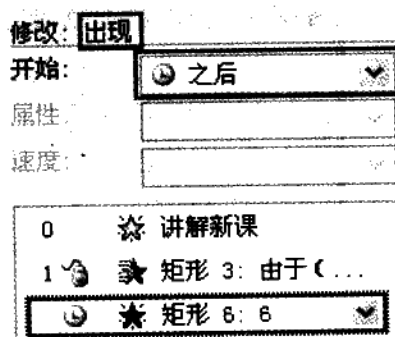 修改: 出现
开始: 之后
属性:
速度:
0 讲解新课
1 矩形 3: 由于(...
矩形 6: 6